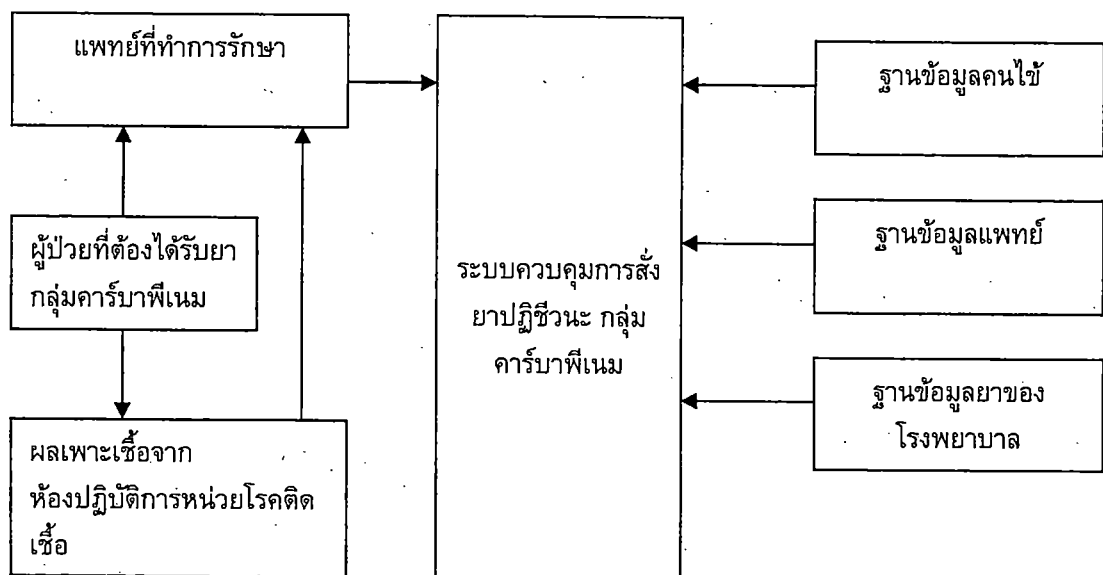 แพทย์ที่ทำการรักษา
ผู้ป่วยที่ต้องได้รับยา
กลุ่มคาร์บาพีเนม
ผลเพาะเชื้อจาก
ห้องปฏิบัติการหน่วยโรคติด
เชื้อ
ระบบควบคุมการสั่ง
ยาปฏิชีวนะ กลุ่ม
คาร์บาพีเนม
ฐานข้อมูลคนไข้
ฐานข้อมูลแพทย์
ฐานข้อมูลยาของ
โรงพยาบาล